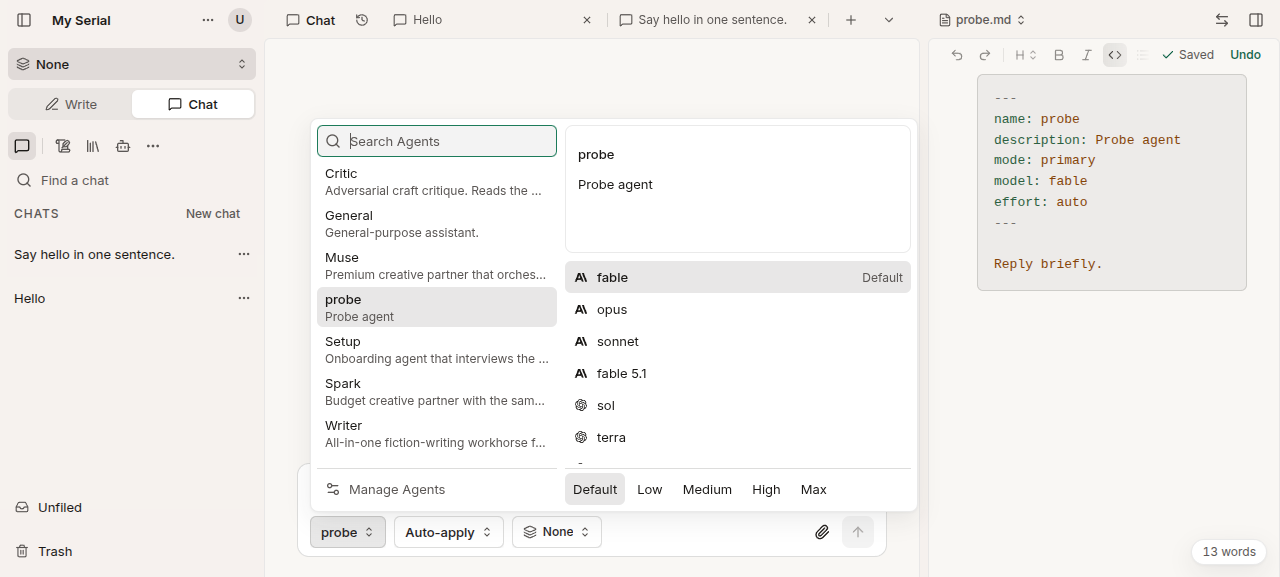 My Serial
U
None
Write
Chat
Find a chat
CHATS
New chat
Say hello in one sentence.
Hello
Unfiled
Trash
Chat
Hello
Say hello in one sentence.
Search Agents
Critic
Adversarial craft critique. Reads the ...
General
General-purpose assistant.
Muse
Premium creative partner that orches...
probe
Probe agent
Setup
Onboarding agent that interviews the ...
Spark
Budget creative partner with the sam...
Writer
All-in-one fiction-writing workhorse f...
Manage Agents
probe
Probe agent
fable
Default
opus
sonnet
fable 5.1
sol
terra
Default
Low
Medium
High
Max
probe
Auto-apply
None
probe.md
H
B
I
Saved
Undo
---
name: probe
description: Probe agent
mode: primary
model: fable
effort: auto
---
Reply briefly.
13 words